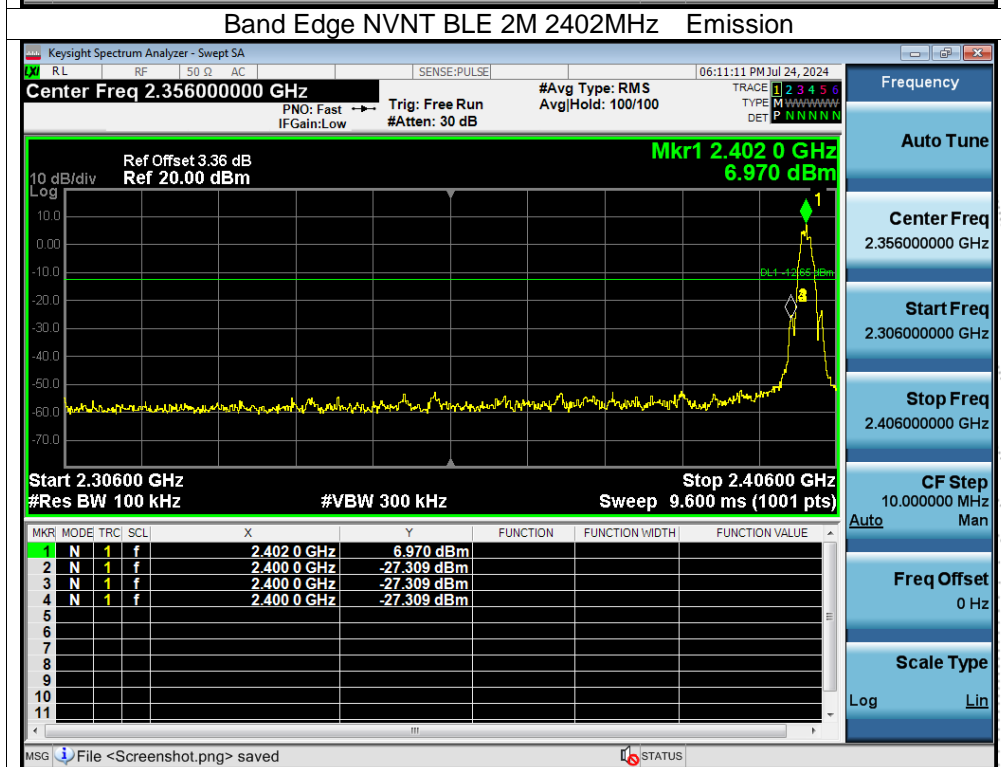 Band Edge NVNT BLE 2M 2402MHz Emission
Keysight Spectrum Analyzer - Swept SA
LXI RL RF 50 Ω AC SENSE:PULSE 06:11:11 PM Jul 24, 2024
Center Freq 2.356000000 GHz #Avg Type: RMS TRACE 1 2 3 4 5 6
PNO: Fast Trig: Free Run Avg|Hold: 100/100 TYPE M WWWWW
IFGain:Low #Atten: 30 dB DET P N N N N N
Mkr1 2.402 0 GHz
6.970 dBm
Ref Offset 3.36 dB
10 dB/div Ref 20.00 dBm
Log
1
10.0
0.00
-10.0
DL1 -12.65 dBm
-20.0
-30.0
-40.0
-50.0
-60.0
-70.0
Start 2.30600 GHz Stop 2.40600 GHz
#Res BW 100 kHz #VBW 300 kHz Sweep 9.600 ms (1001 pts)
MKR MODE TRC SCL X Y FUNCTION FUNCTION WIDTH FUNCTION VALUE
1 N 1 f 2.402 0 GHz 6.970 dBm
2 N 1 f 2.400 0 GHz -27.309 dBm
3 N 1 f 2.400 0 GHz -27.309 dBm
4 N 1 f 2.400 0 GHz -27.309 dBm
5
6
7
8
9
10
11
MSG File <Screenshot.png> saved STATUS
Frequency
Auto Tune
Center Freq
2.356000000 GHz
Start Freq
2.306000000 GHz
Stop Freq
2.406000000 GHz
CF Step
10.000000 MHz
Auto Man
Freq Offset
0 Hz
Scale Type
Log Lin